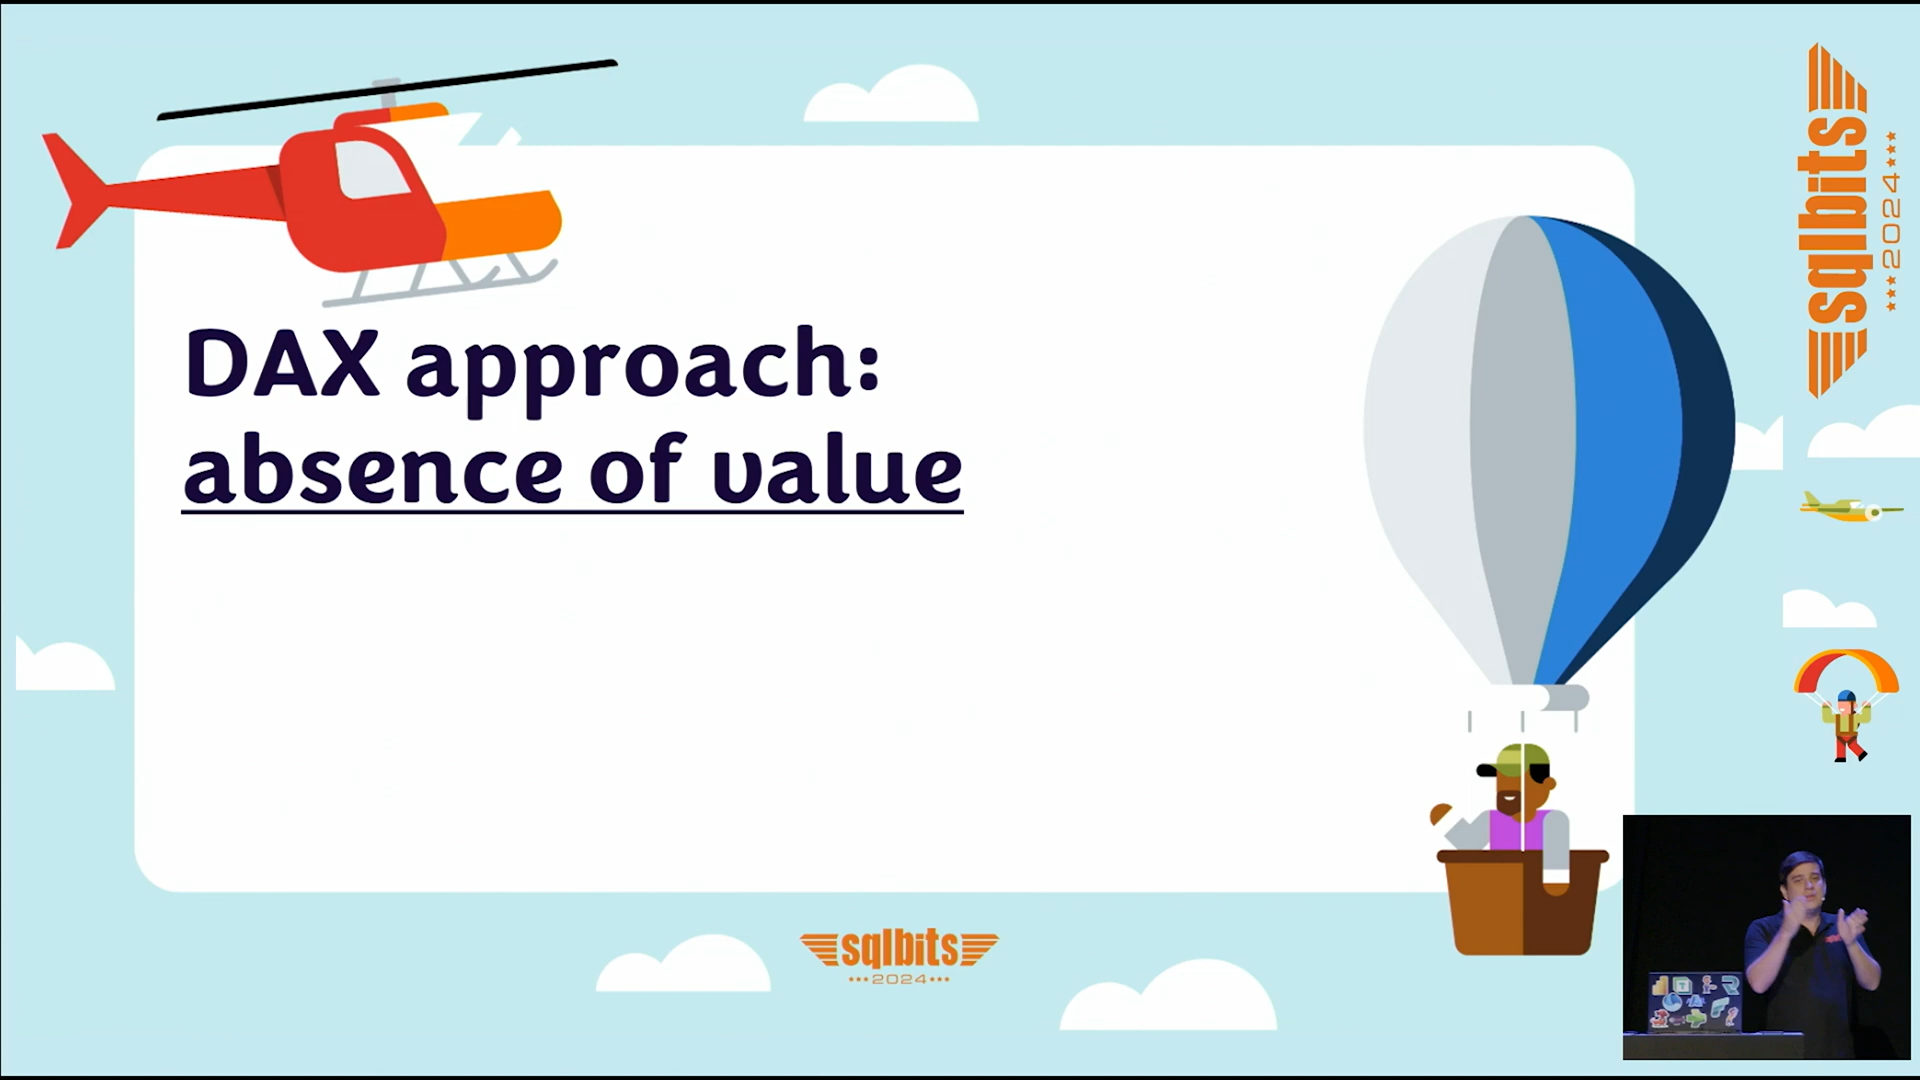 DAX approach:
absence of value
sqlbits
2024
sqlbits
2024